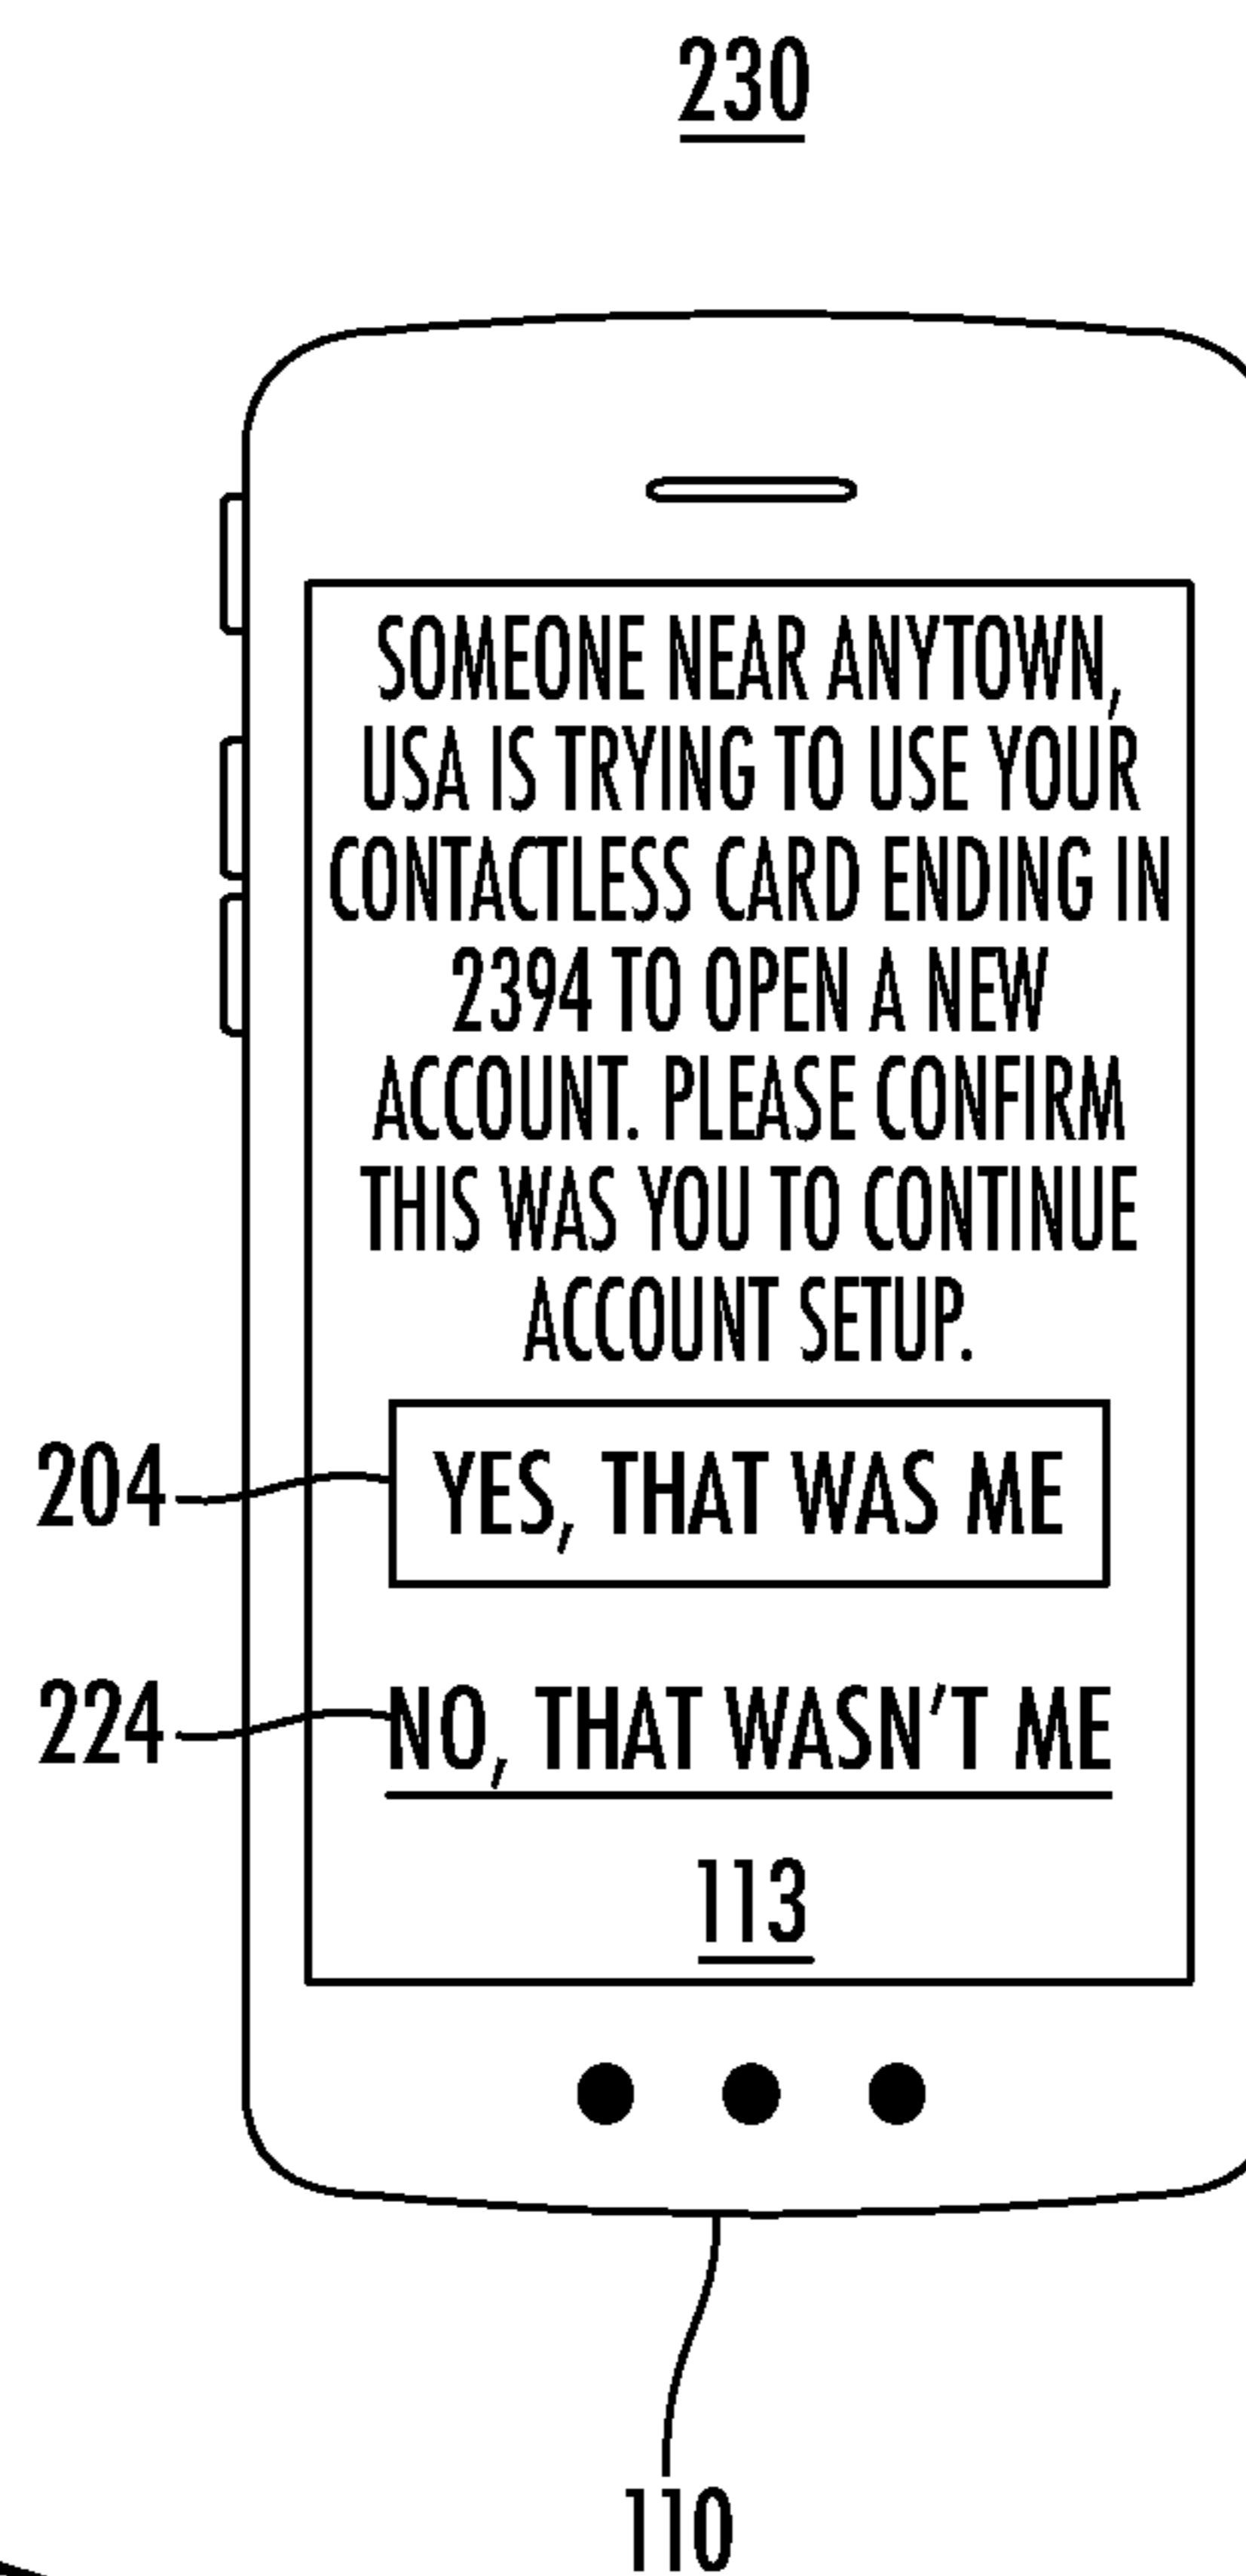 230
SOMEONE NEAR ANYTOWN,
USA IS TRYING TO USE YOUR
CONTACTLESS CARD ENDING IN
2394 TO OPEN A NEW
ACCOUNT. PLEASE CONFIRM
THIS WAS YOU TO CONTINUE
ACCOUNT SETUP.
204
YES, THAT WAS ME
224
NO, THAT WASN'T ME
113
110